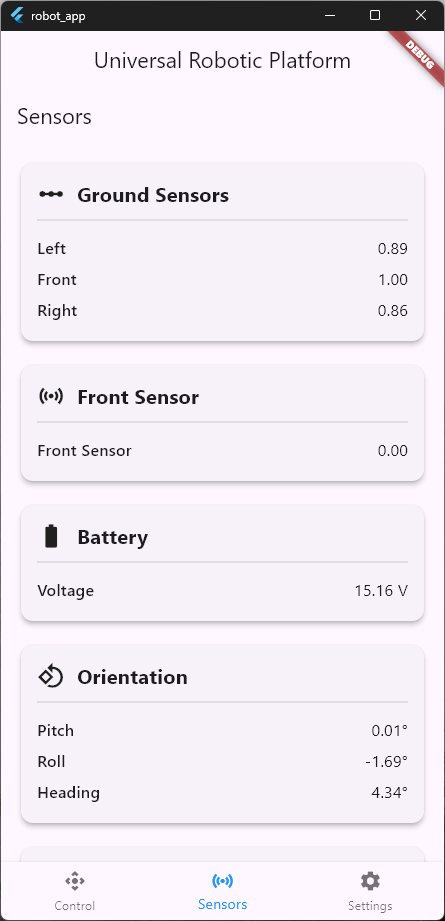 robot_app
Universal Robotic Platform
DEBUG
Sensors
Ground Sensors
Left 0.89
Front 1.00
Right 0.86
Front Sensor
Front Sensor 0.00
Battery
Voltage 15.16 V
Orientation
Pitch 0.01°
Roll -1.69°
Heading 4.34°
Control Sensors Settings